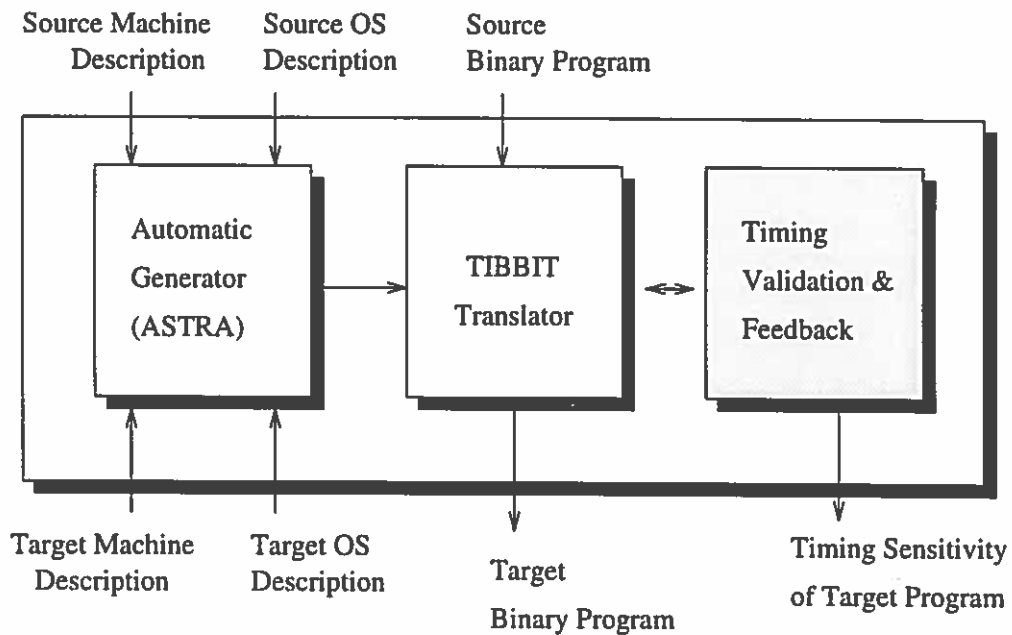 Source Machine
Description
Source OS
Description
Source
Binary Program
Automatic
Generator
(ASTRA)
TIBBIT
Translator
Timing
Validation &
Feedback
Target Machine
Description
Target OS
Description
Target
Binary Program
Timing Sensitivity
of Target Program